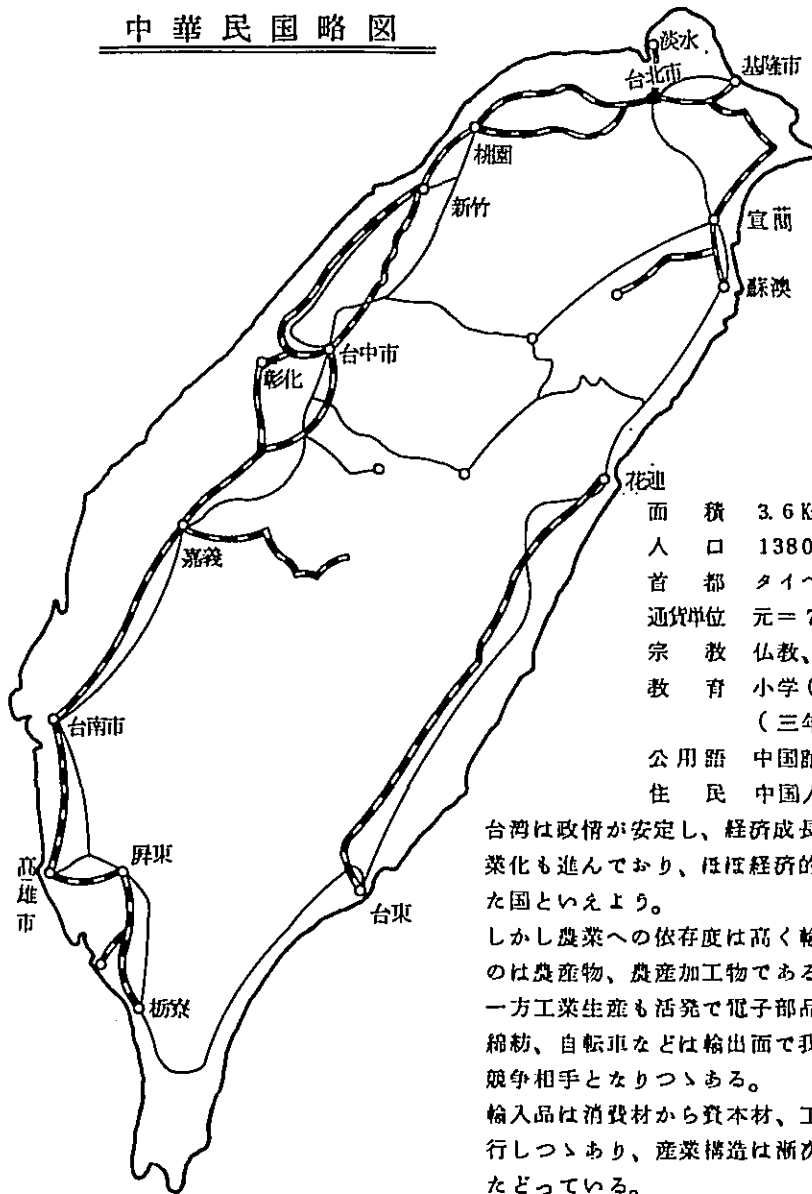 中華民国略図
淡水
台北市
基隆市
桃園
新竹
宜蘭
蘇澳
台中市
彰化
花蓮
嘉義
台南市
高雄市
屏東
台東
枋寮
面積 3.6K
人口 1380
首都 タイペ
通貨単位 元=7
宗教 仏教、
教育 小学(
(三年
公用語 中国語
住民 中国人
台湾は政情が安定し、経済成長
業化も進んでおり、ほぼ経済的
た国といえよう。
しかし農業への依存度は高く輸
のは農産物、農産加工物である
一方工業生産も活発で電子部品
綿紡、自転車などは輸出面で我
競争相手となりつゝある。
輸入品は消費材から資本材、工
行しつゝあり、産業構造は漸次
たどっている。